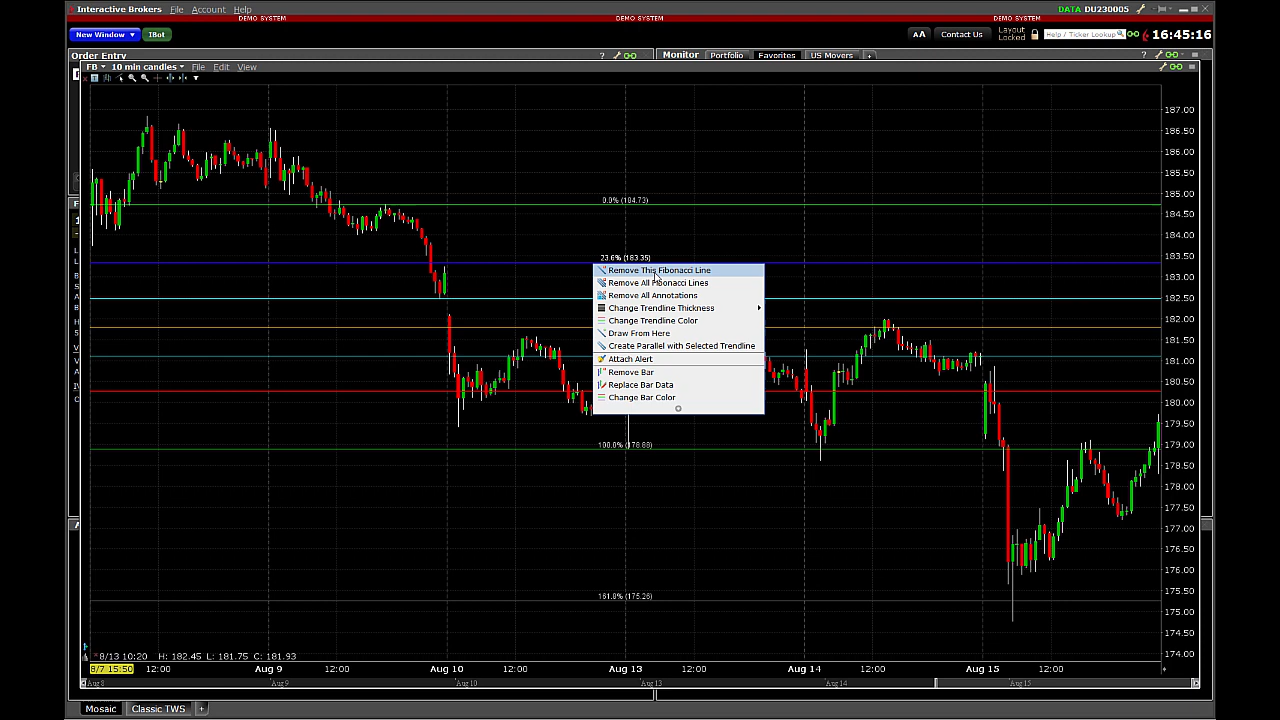 Interactive Brokers File Account Help DATA DU230005
DEMO SYSTEM DEMO SYSTEM DEMO SYSTEM
New Window IBot AA Contact Us Layout Locked Help / Ticker Lookup 16:45:16
Order Entry ? Monitor Portfolio Favorites US Movers + ?
FB 10 min candles File Edit View
187.00
186.50
186.00
185.50
185.00
0.0% (184.73)
184.50
184.00
23.6% (183.35)
183.50
183.00
182.50
182.00
181.50
181.00
180.50
180.00
179.50
179.00
178.50
178.00
177.50
177.00
176.50
176.00
175.50
175.00
174.50
174.00
Remove This Fibonacci Line
Remove All Fibonacci Lines
Remove All Annotations
Change Trendline Thickness
Change Trendline Color
Draw From Here
Create Parallel with Selected Trendline
Attach Alert
Remove Bar
Replace Bar Data
Change Bar Color
100.0% (178.88)
161.8% (175.26)
*8/13 10:20 H: 182.45 L: 181.75 C: 181.93
8/7 15:50 12:00 Aug 9 12:00 Aug 10 12:00 Aug 13 12:00 Aug 14 12:00 Aug 15 12:00
Aug8 Aug9 Aug10 Aug13 Aug14 Aug15
Mosaic Classic TWS +